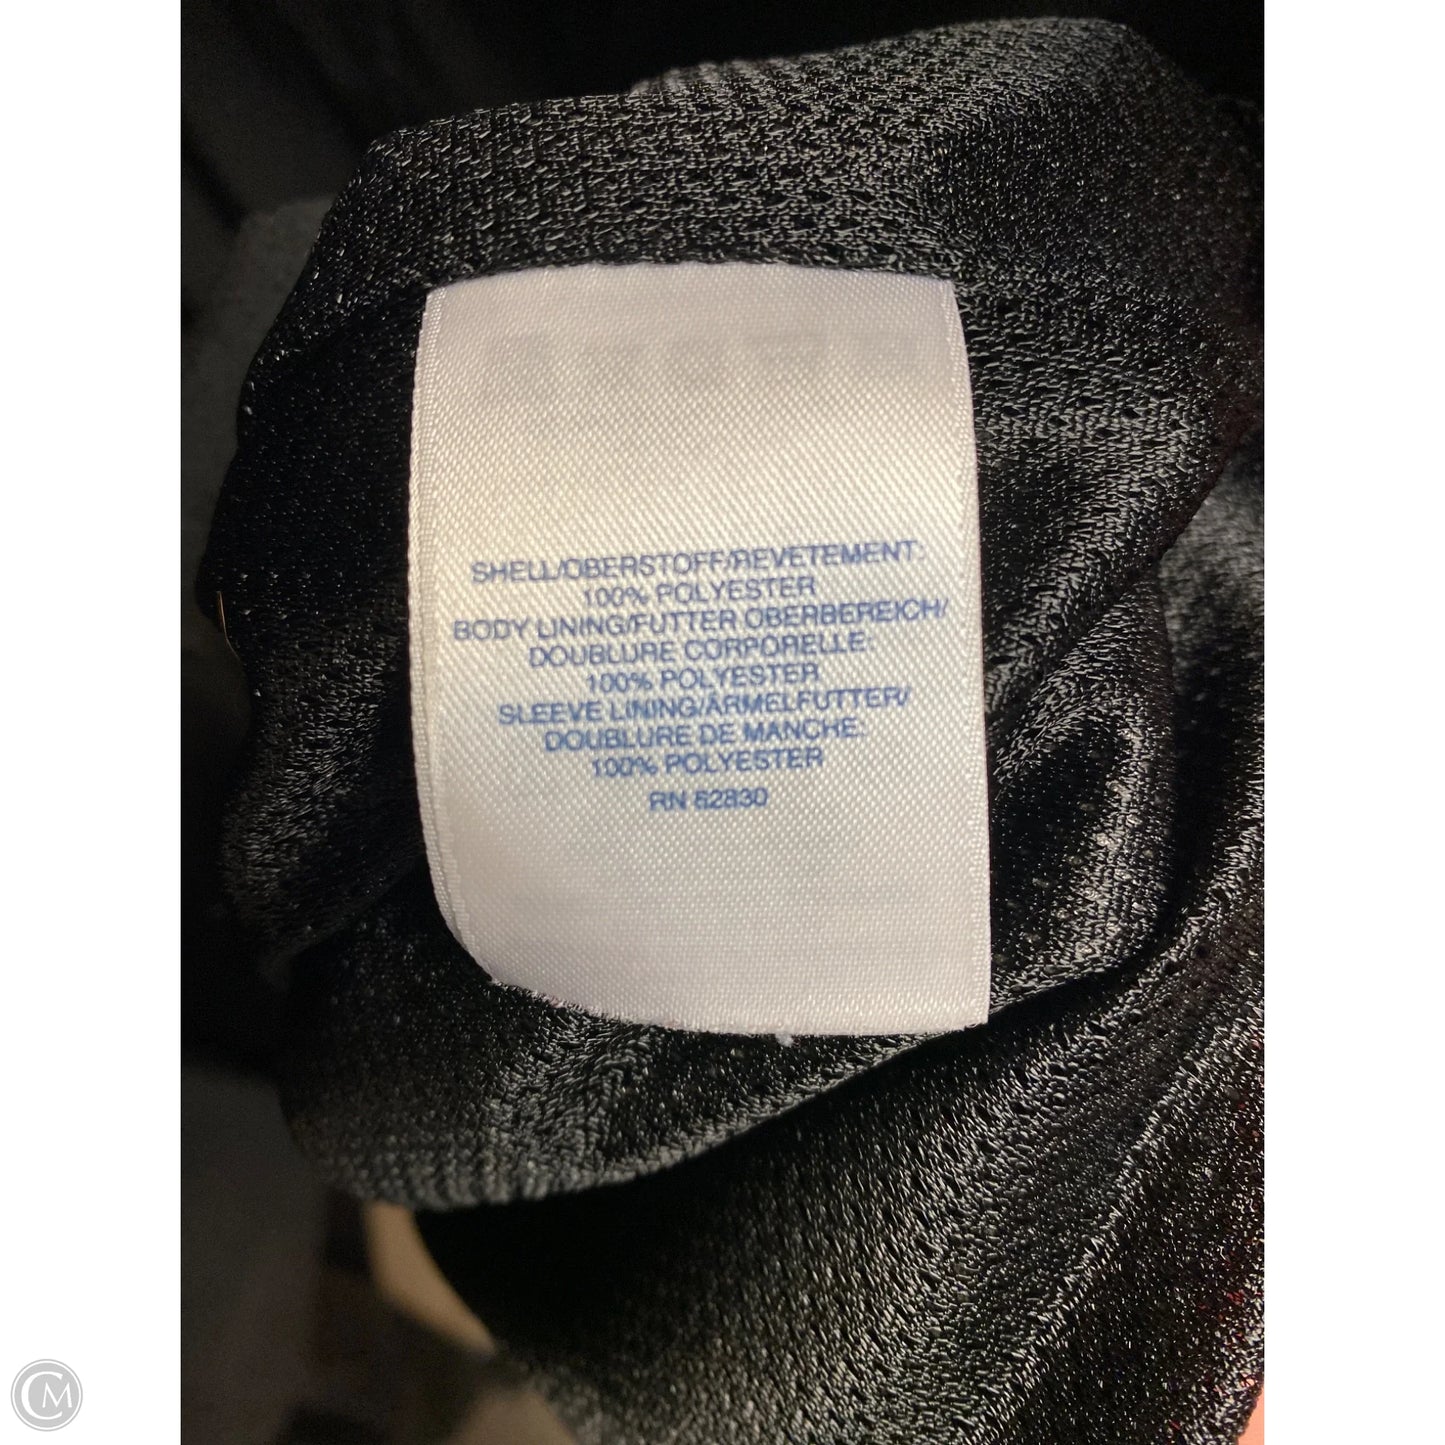 SHELL/OBERSTOFF/REVETEMENT:
100% POLYESTER
BODY LINING/FUTTER OBERBEREICH/
DOUBLURE CORPORELLE:
100% POLYESTER
SLEEVE LINING/ÄRMELFUTTER/
DOUBLURE DE MANCHE:
100% POLYESTER
RN 62830
CM